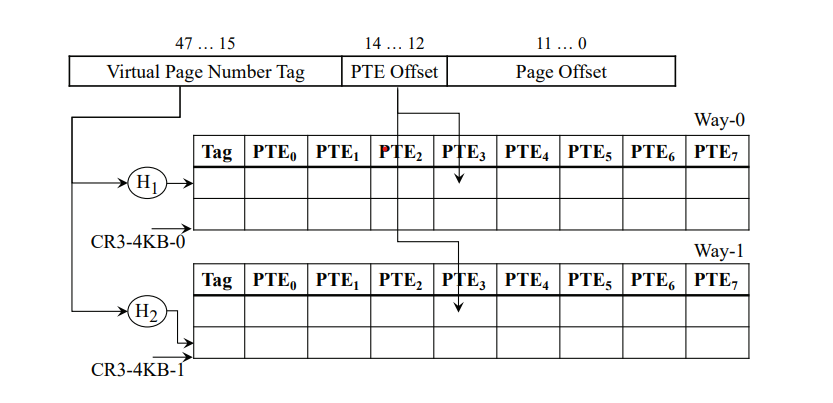 47 … 15 14 … 12 11 … 0
Virtual Page Number Tag PTE Offset Page Offset
Way-0
Tag PTE₀ PTE₁ PTE₂ PTE₃ PTE₄ PTE₅ PTE₆ PTE₇
H₁
CR3-4KB-0
Way-1
Tag PTE₀ PTE₁ PTE₂ PTE₃ PTE₄ PTE₅ PTE₆ PTE₇
H₂
CR3-4KB-1